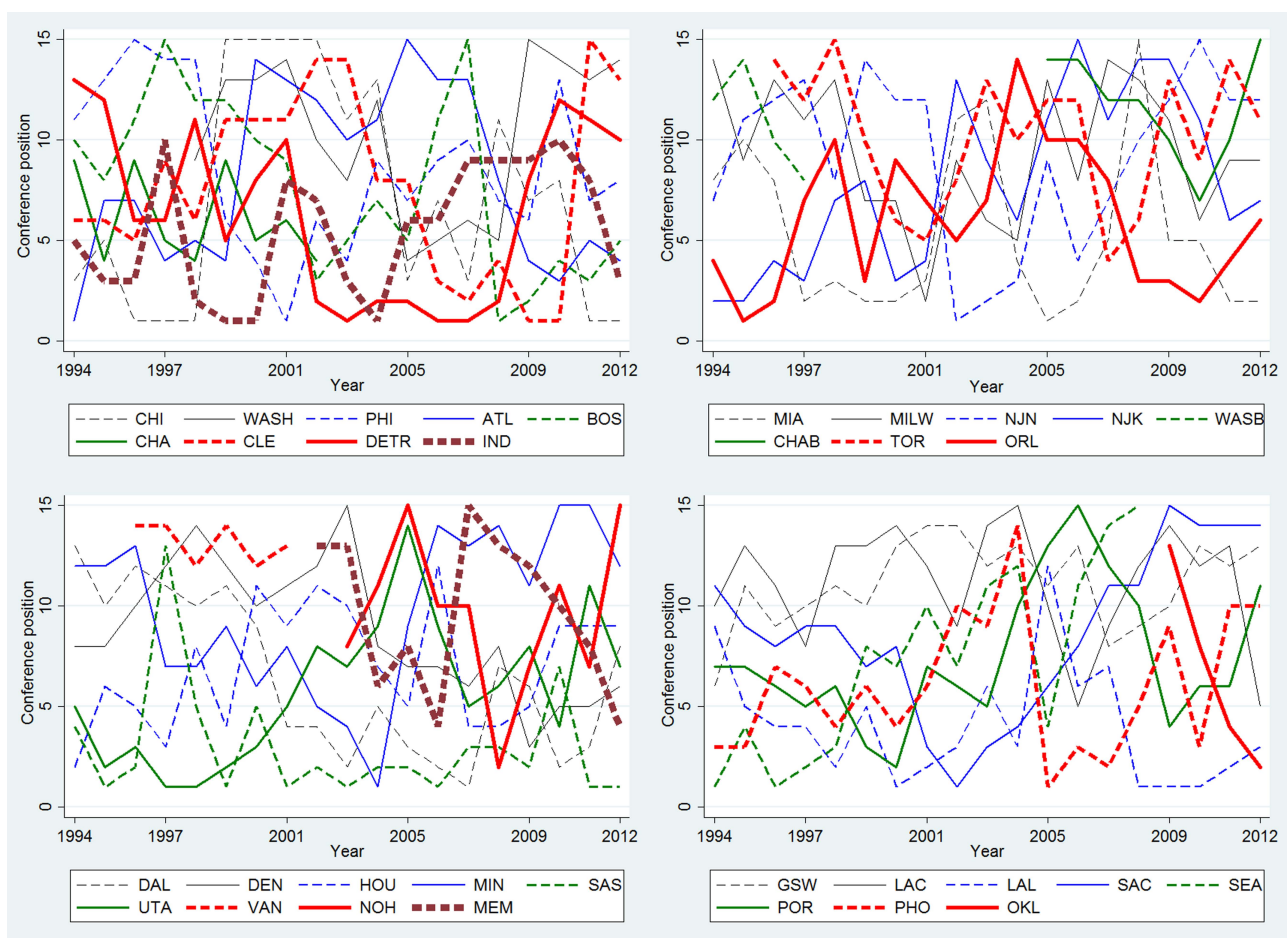 Conference position
15
10
5
0
1994 1997 2001 2005 2009 2012
Year
CHI WASH PHI ATL BOS
CHA CLE DETR IND
Conference position
15
10
5
0
1994 1997 2001 2005 2009 2012
Year
MIA MILW NJN NJK WASB
CHAB TOR ORL
Conference position
15
10
5
0
1994 1997 2001 2005 2009 2012
Year
DAL DEN HOU MIN SAS
UTA VAN NOH MEM
Conference position
15
10
5
0
1994 1997 2001 2005 2009 2012
Year
GSW LAC LAL SAC SEA
POR PHO OKL